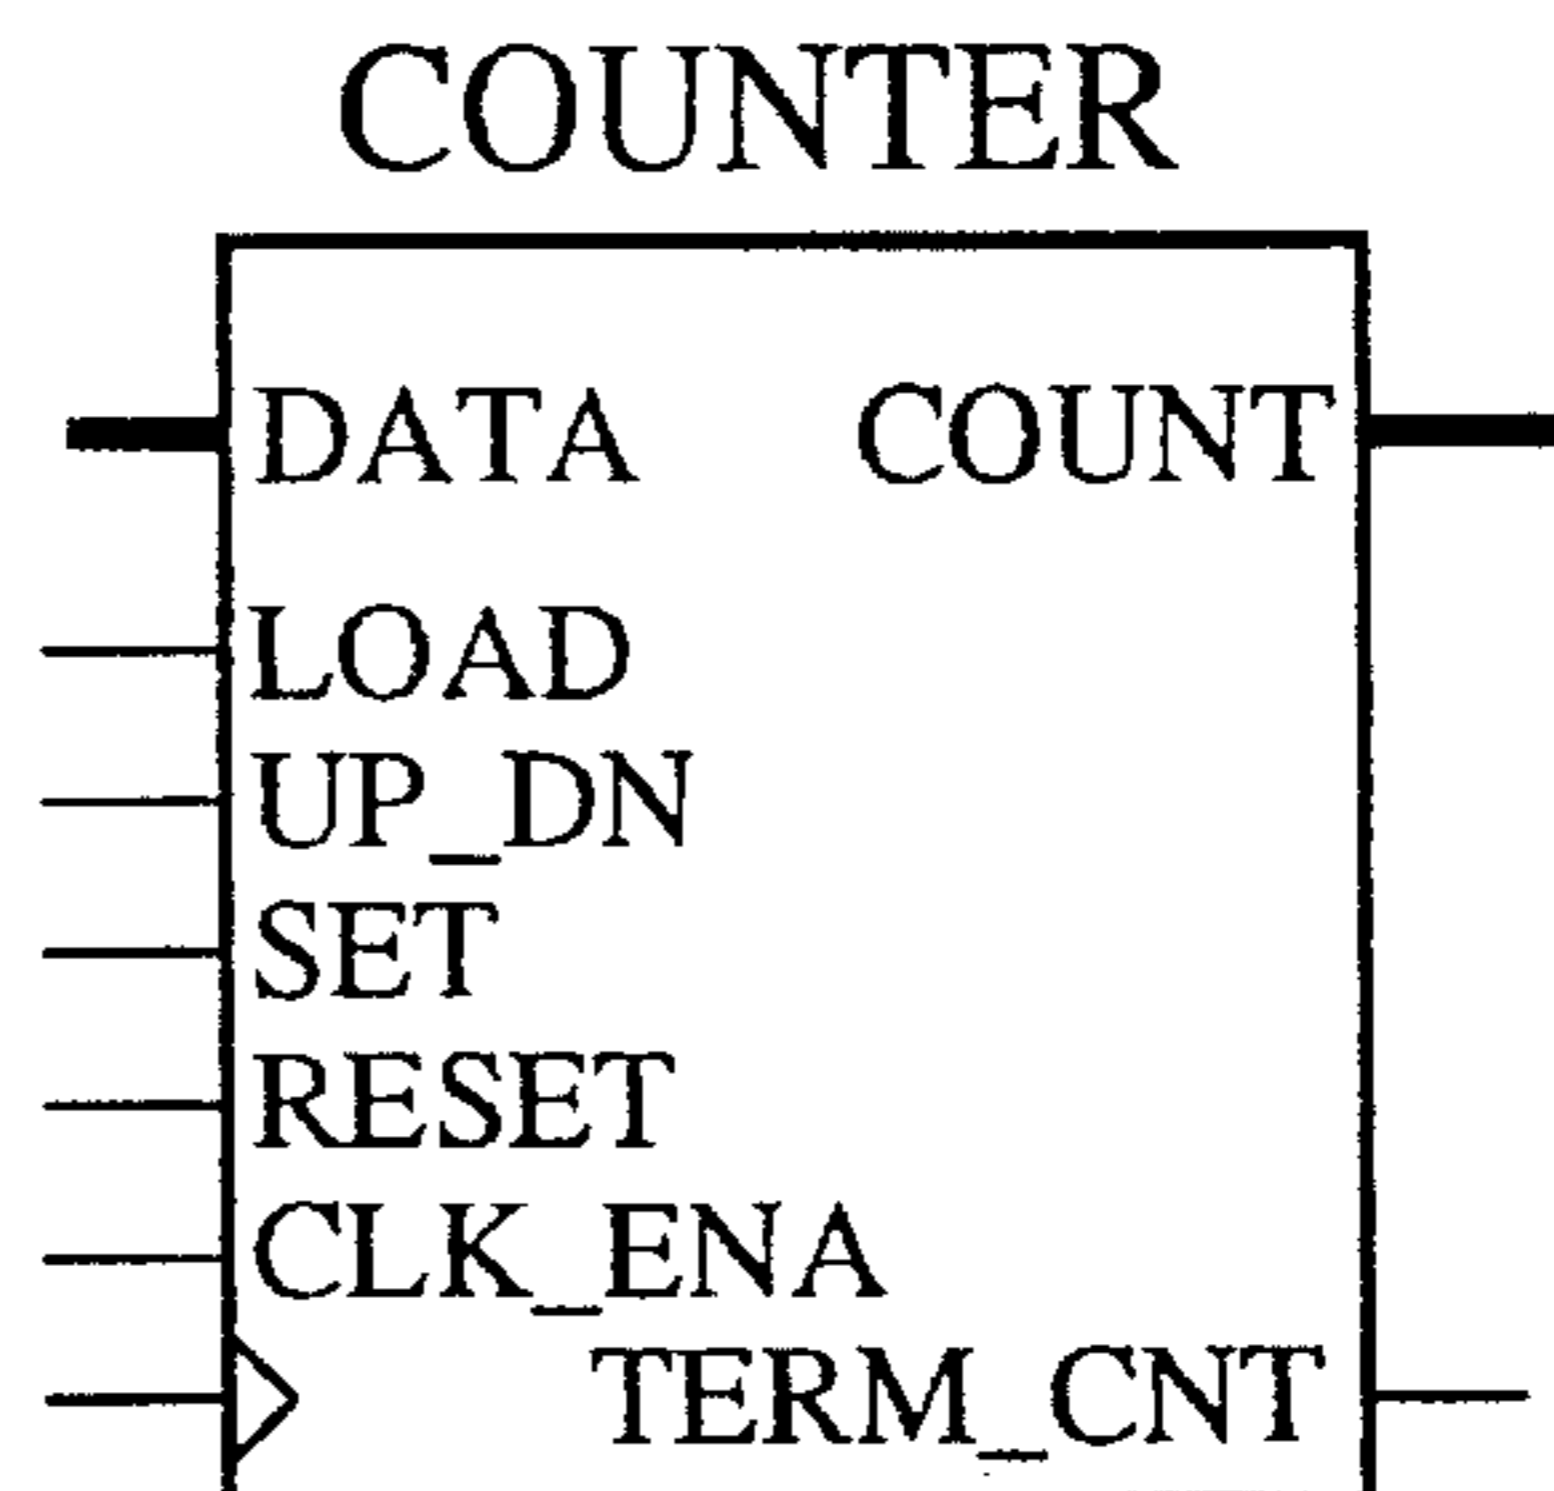 COUNTER
DATA COUNT
LOAD
UP_DN
SET
RESET
CLK_ENA
TERM_CNT